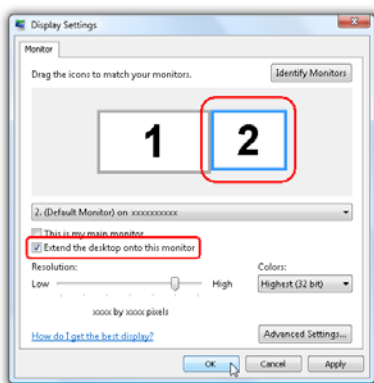 Display Settings
Monitor
Drag the icons to match your monitors.
Identify Monitors
1
2
2. (Default Monitor) on xxxxxxxxxx
This is my main monitor
Extend the desktop onto this monitor
Resolution:
Colors:
Low
High
Highest (32 bit)
xxxx by xxxx pixels
How do I get the best display?
Advanced Settings...
OK
Cancel
Apply